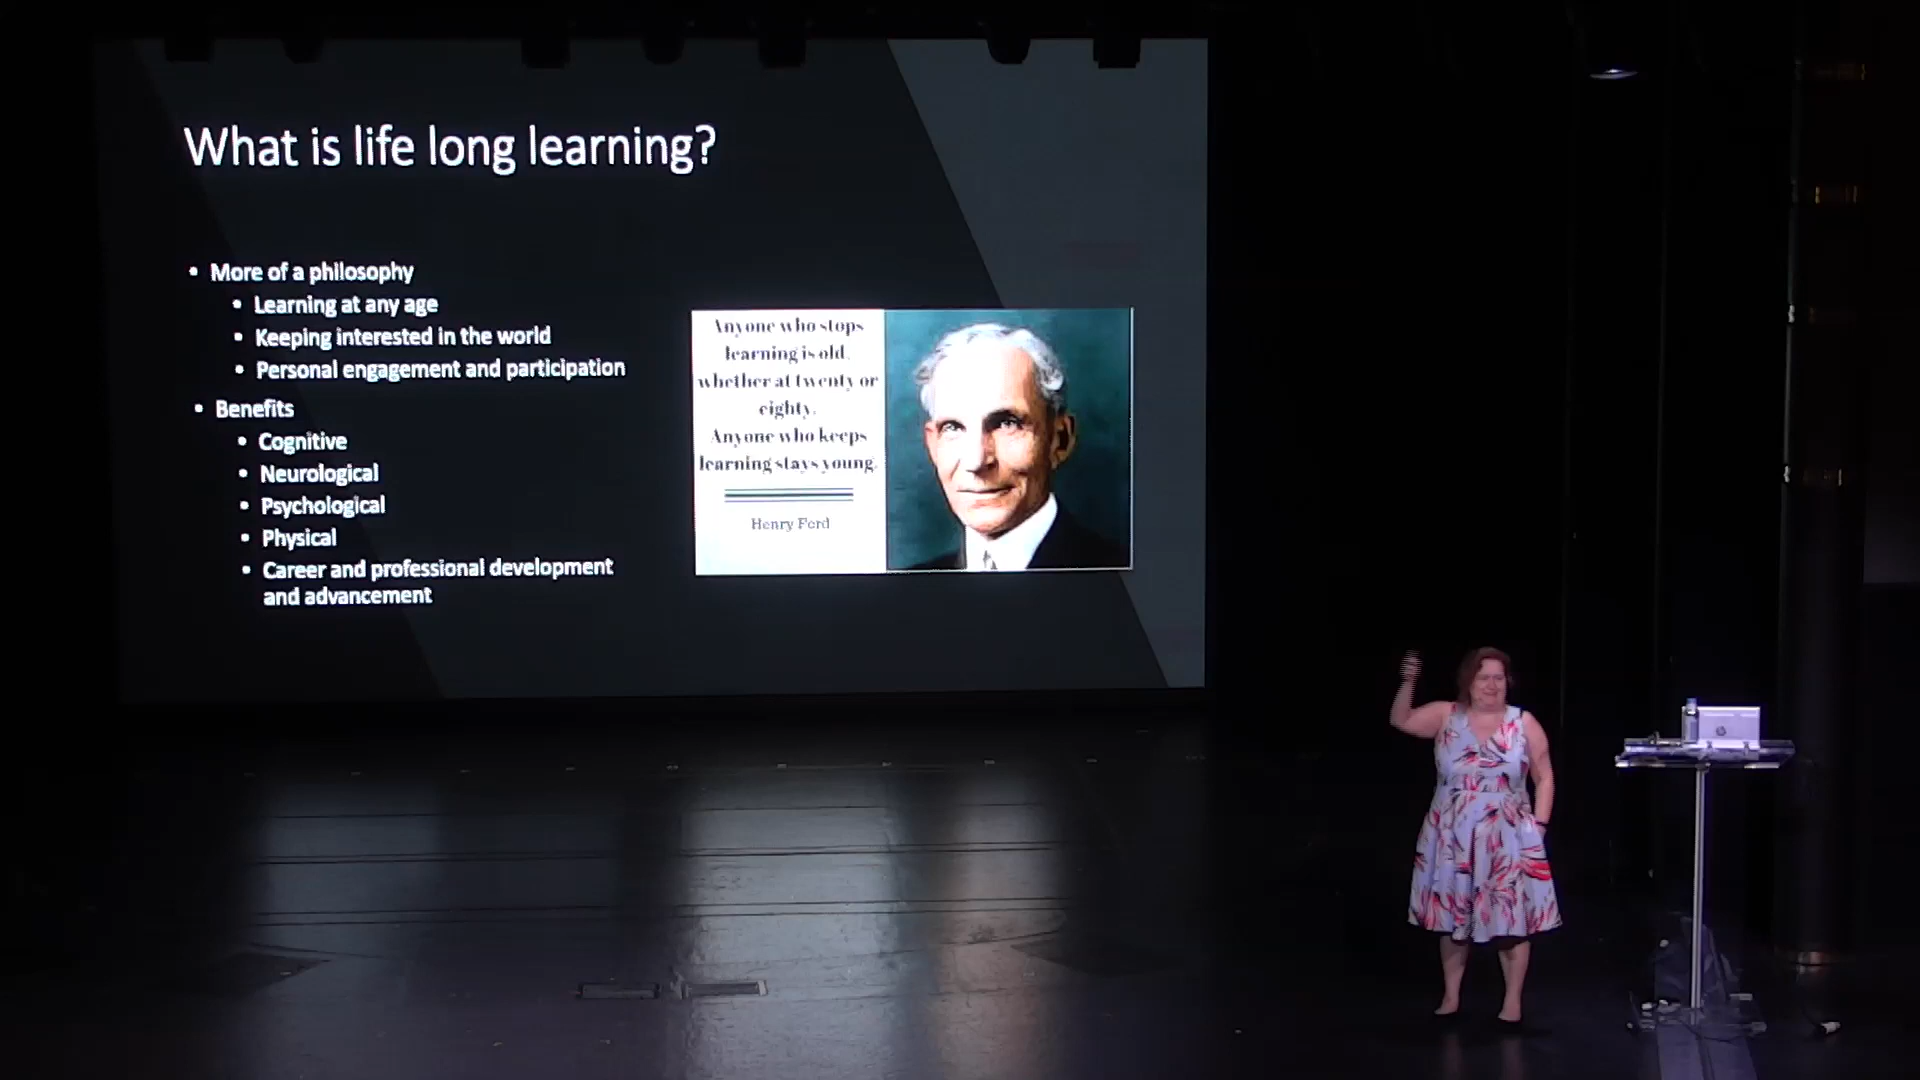 What is life long learning?
• More of a philosophy
• Learning at any age
• Keeping interested in the world
• Personal engagement and participation
• Benefits
• Cognitive
• Neurological
• Psychological
• Physical
• Career and professional development
and advancement
Anyone who stops
learning is old,
whether at twenty or
eighty.
Anyone who keeps
learning stays young.
Henry Ford